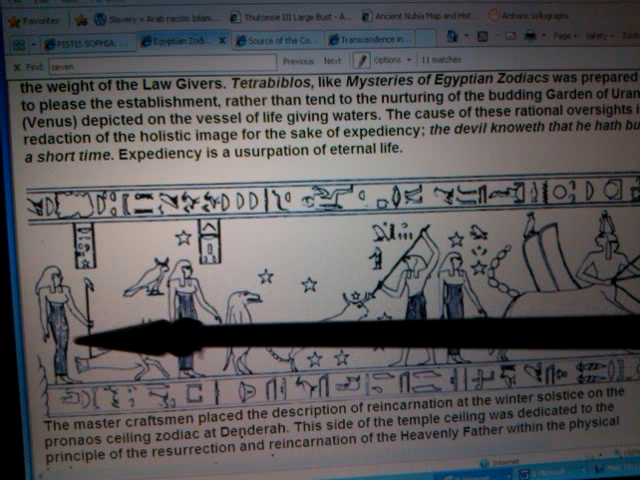 Favorites
Slavery « Arab racism Islam...
Thutomse III Large Bust - A...
Ancient Nubia Map and Hist...
PISTIS SOPHIA: ...
Egyptian Zodi...
Source of the Co...
Transcendence in...
Page
Safety
Find: seven
Previous Next Options 11 matches
the weight of the Law Givers. Tetrabiblos, like Mysteries of Egyptian Zodiacs was prepared
to please the establishment, rather than tend to the nurturing of the budding Garden of Uran
(Venus) depicted on the vessel of life giving waters. The cause of these rational oversights i
redaction of the holistic image for the sake of expediency; the devil knoweth that he hath bu
a short time. Expediency is a usurpation of eternal life.
The master craftsmen placed the description of reincarnation at the winter solstice on the
pronaos ceiling zodiac at Denderah. This side of the temple ceiling was dedicated to the
principle of the resurrection and reincarnation of the Heavenly Father within the physical
Internet